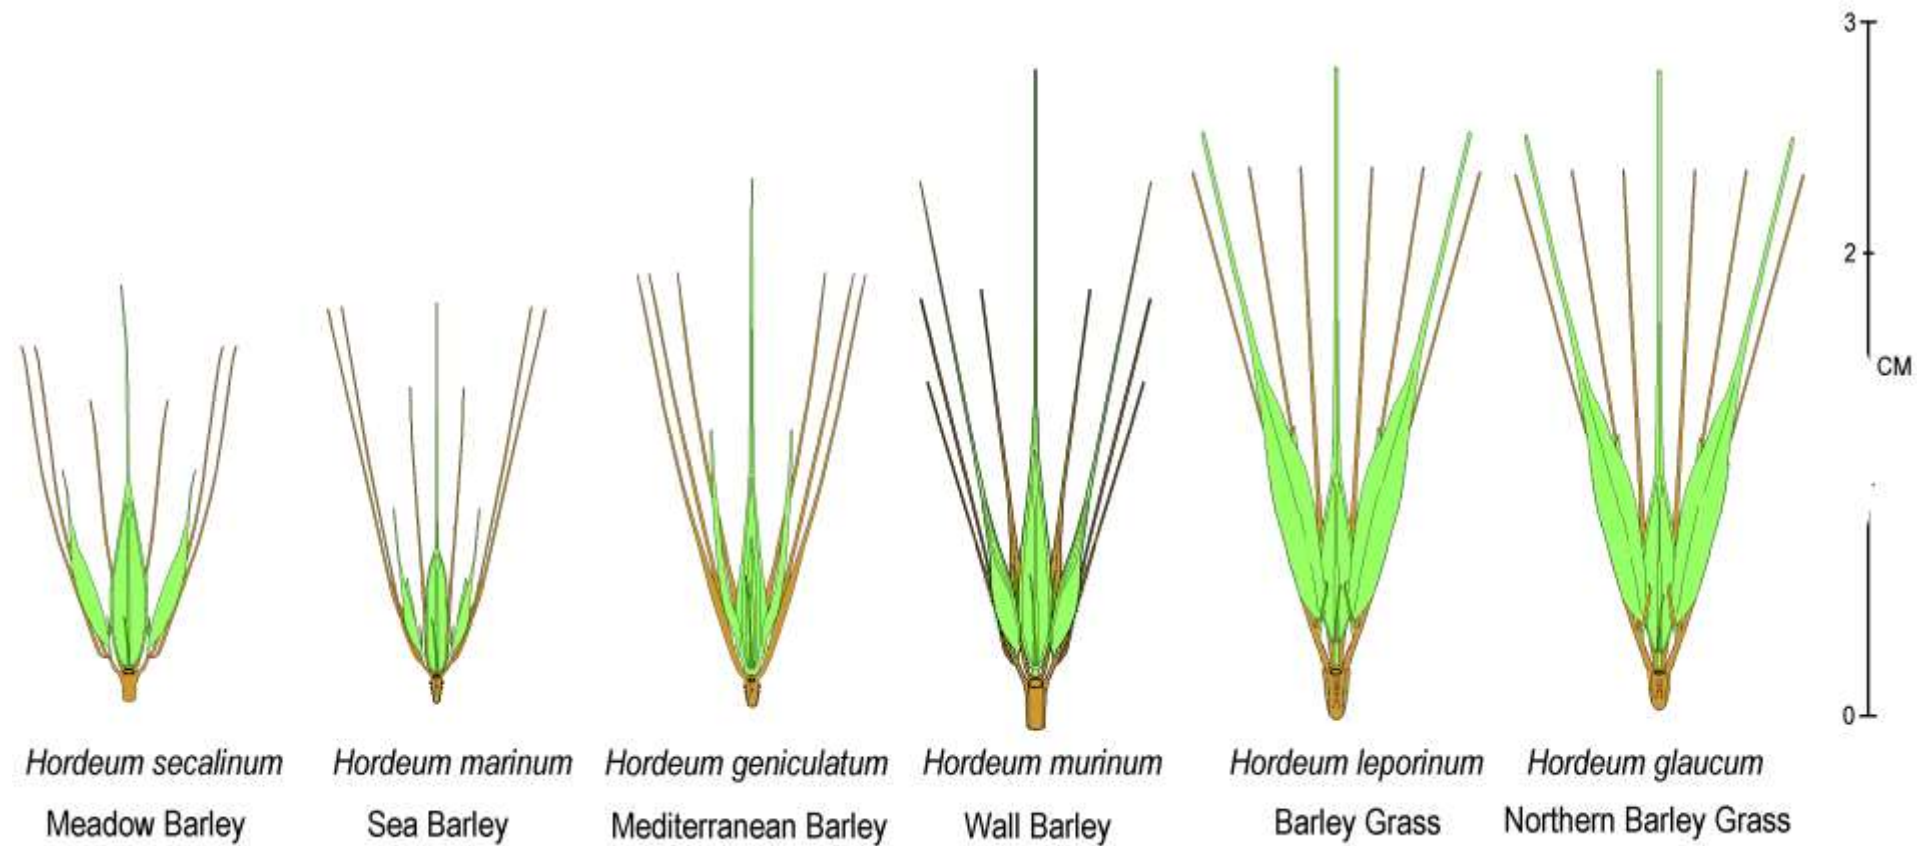 3
2
CM
0
Hordeum secalinum Hordeum marinum Hordeum geniculatum Hordeum murinum Hordeum leporinum Hordeum glaucum
Meadow Barley Sea Barley Mediterranean Barley Wall Barley Barley Grass Northern Barley Grass